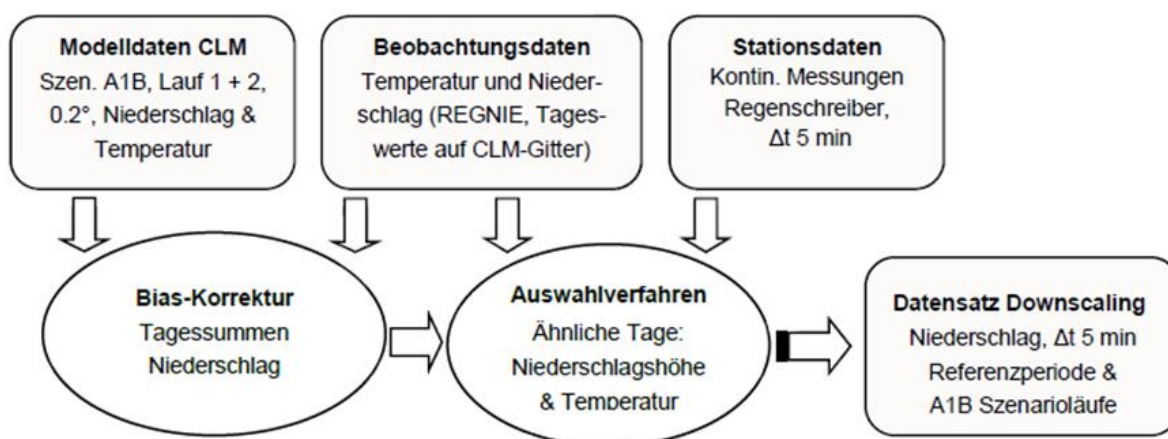 Modelldaten CLM
Szen. A1B, Lauf 1 + 2,
0.2°, Niederschlag &
Temperatur
Beobachtungsdaten
Temperatur und Nieder-
schlag (REGNIE, Tages-
werte auf CLM-Gitter)
Stationsdaten
Kontin. Messungen
Regenschreiber,
Δt 5 min
Bias-Korrektur
Tagessummen
Niederschlag
Auswahlverfahren
Ähnliche Tage:
Niederschlagshöhe
& Temperatur
Datensatz Downscaling
Niederschlag, Δt 5 min
Referenzperiode &
A1B Szenarioläufe